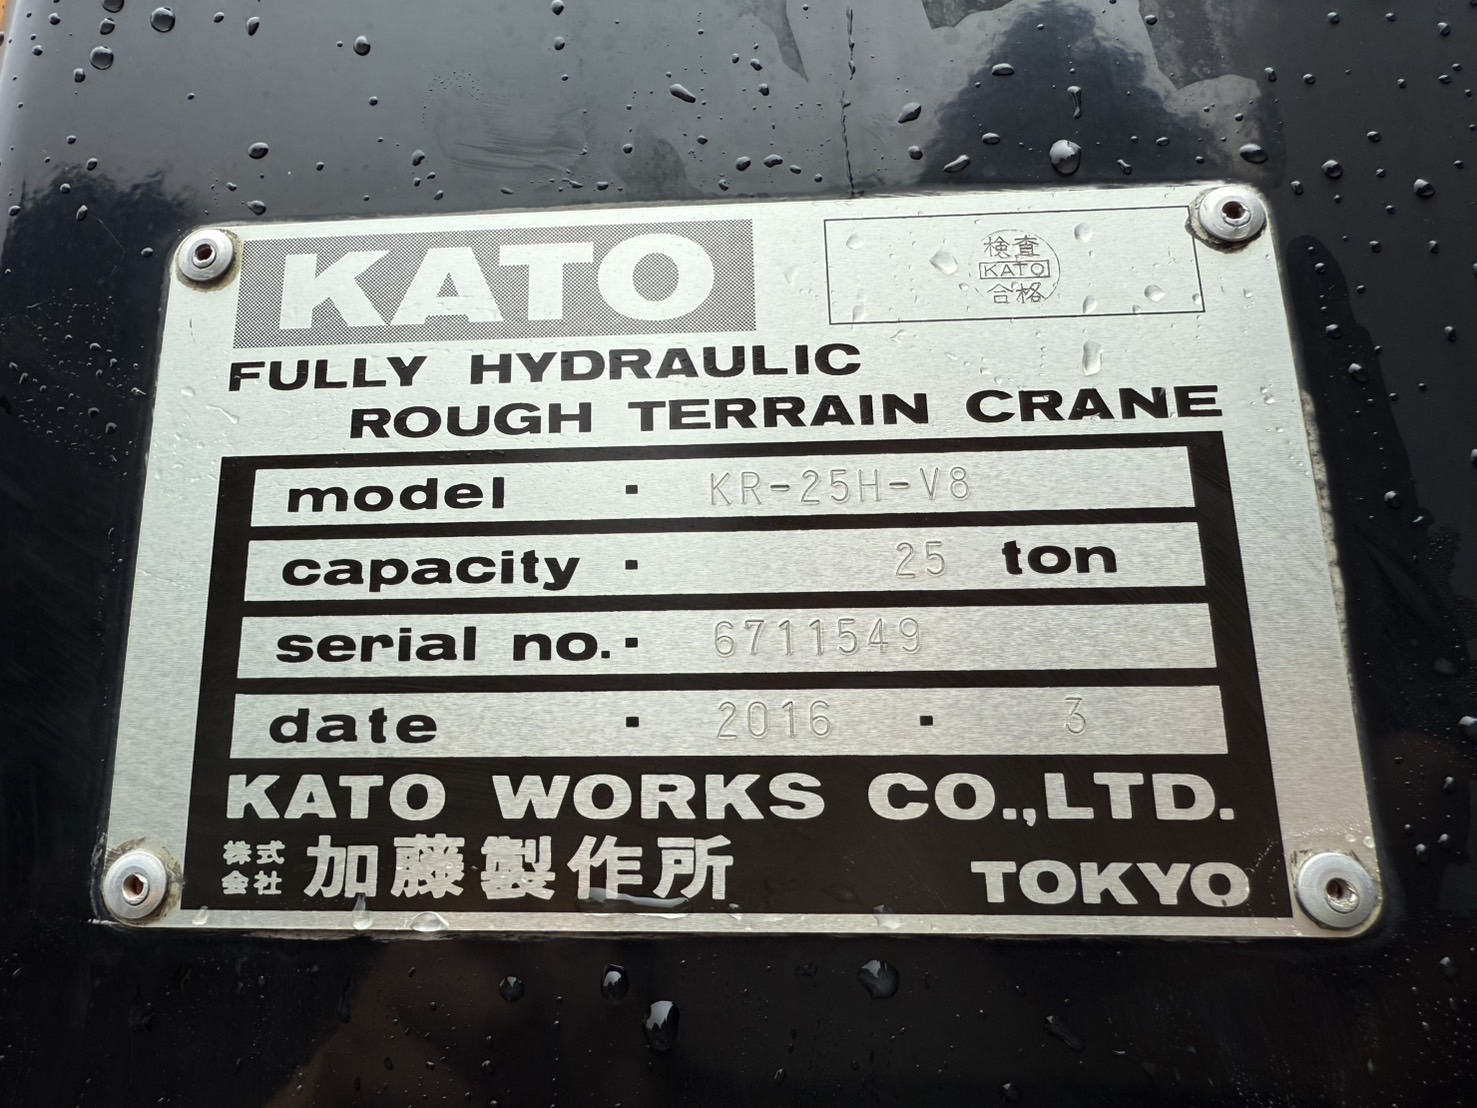 KATO
検査
KATO
合格
FULLY HYDRAULIC
ROUGH TERRAIN CRANE
model · KR-25H-V8
capacity · 25 ton
serial no. · 6711549
date · 2016 · 3
KATO WORKS CO.,LTD.
株式会社 加藤製作所 TOKYO